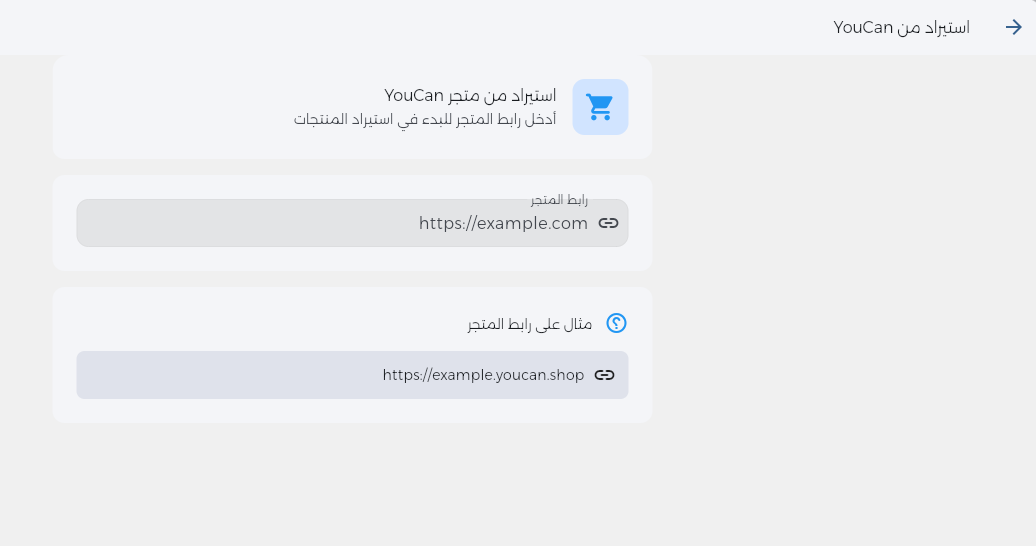 استيراد من YouCan
استيراد من متجر YouCan
أدخل رابط المتجر للبدء في استيراد المنتجات
رابط المتجر
https://example.com
مثال على رابط المتجر
https://example.youcan.shop